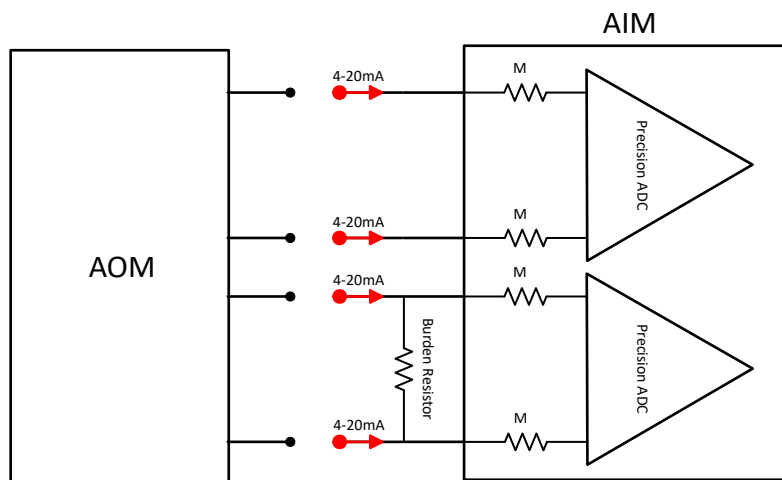 AIM
4-20mA
M
Precision ADC
4-20mA
M
AOM
4-20mA
M
Burden Resistor
Precision ADC
4-20mA
M